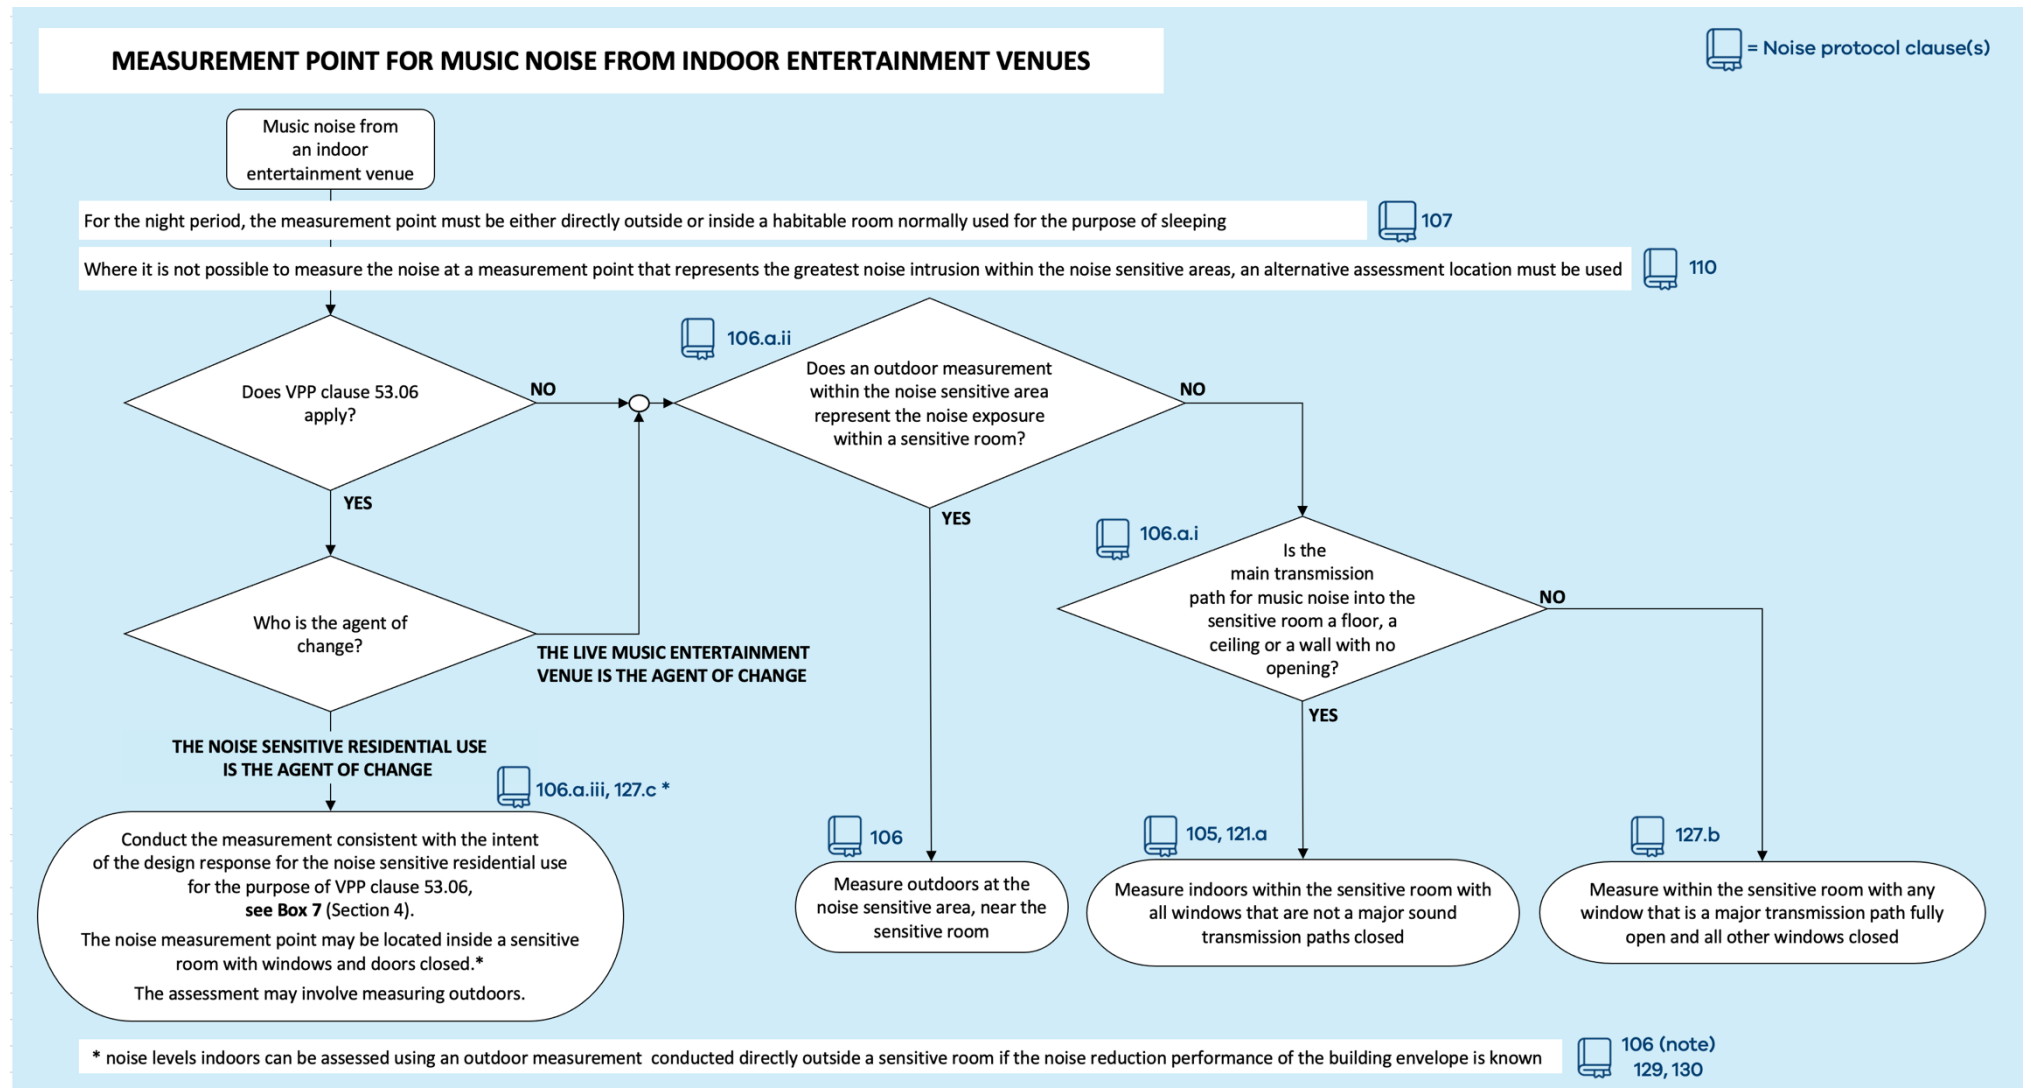 MEASUREMENT POINT FOR MUSIC NOISE FROM INDOOR ENTERTAINMENT VENUES
= Noise protocol clause(s)
Music noise from
an indoor
entertainment venue
For the night period, the measurement point must be either directly outside or inside a habitable room normally used for the purpose of sleeping
107
Where it is not possible to measure the noise at a measurement point that represents the greatest noise intrusion within the noise sensitive areas, an alternative assessment location must be used
110
Does VPP clause 53.06
apply?
NO
YES
106.a.ii
Does an outdoor measurement
within the noise sensitive area
represent the noise exposure
within a sensitive room?
NO
YES
Who is the agent of
change?
THE LIVE MUSIC ENTERTAINMENT
VENUE IS THE AGENT OF CHANGE
106.a.i
Is the
main transmission
path for music noise into the
sensitive room a floor, a
ceiling or a wall with no
opening?
NO
YES
THE NOISE SENSITIVE RESIDENTIAL USE
IS THE AGENT OF CHANGE
106.a.iii, 127.c *
Conduct the measurement consistent with the intent
of the design response for the noise sensitive residential use
for the purpose of VPP clause 53.06,
see Box 7 (Section 4).
The noise measurement point may be located inside a sensitive
room with windows and doors closed.*
The assessment may involve measuring outdoors.
106
Measure outdoors at the
noise sensitive area, near the
sensitive room
105, 121.a
Measure indoors within the sensitive room with
all windows that are not a major sound
transmission paths closed
127.b
Measure within the sensitive room with any
window that is a major transmission path fully
open and all other windows closed
* noise levels indoors can be assessed using an outdoor measurement conducted directly outside a sensitive room if the noise reduction performance of the building envelope is known
106 (note)
129, 130